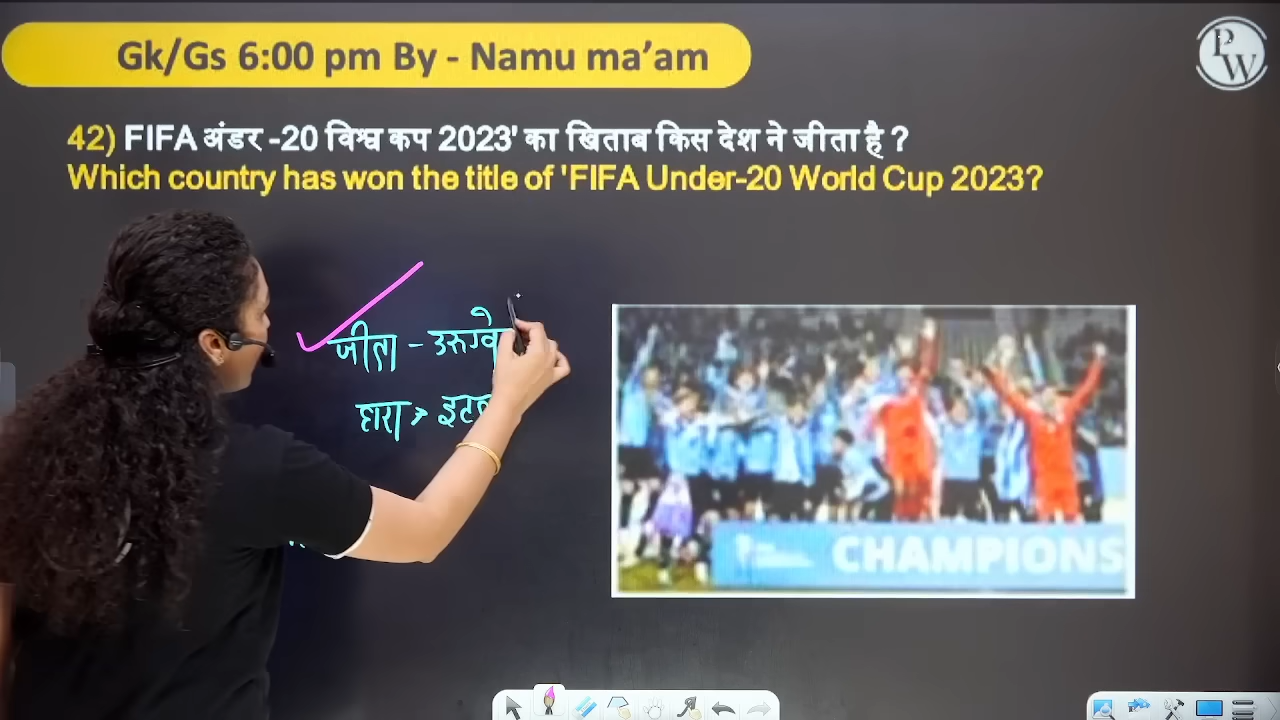 Gk/Gs 6:00 pm By - Namu ma'am
PW
42) FIFA अंडर -20 विश्व कप 2023' का खिताब किस देश ने जीता है ?
Which country has won the title of 'FIFA Under-20 World Cup 2023?
जीता - उरुग्वे
हारा →
CHAMPIONS